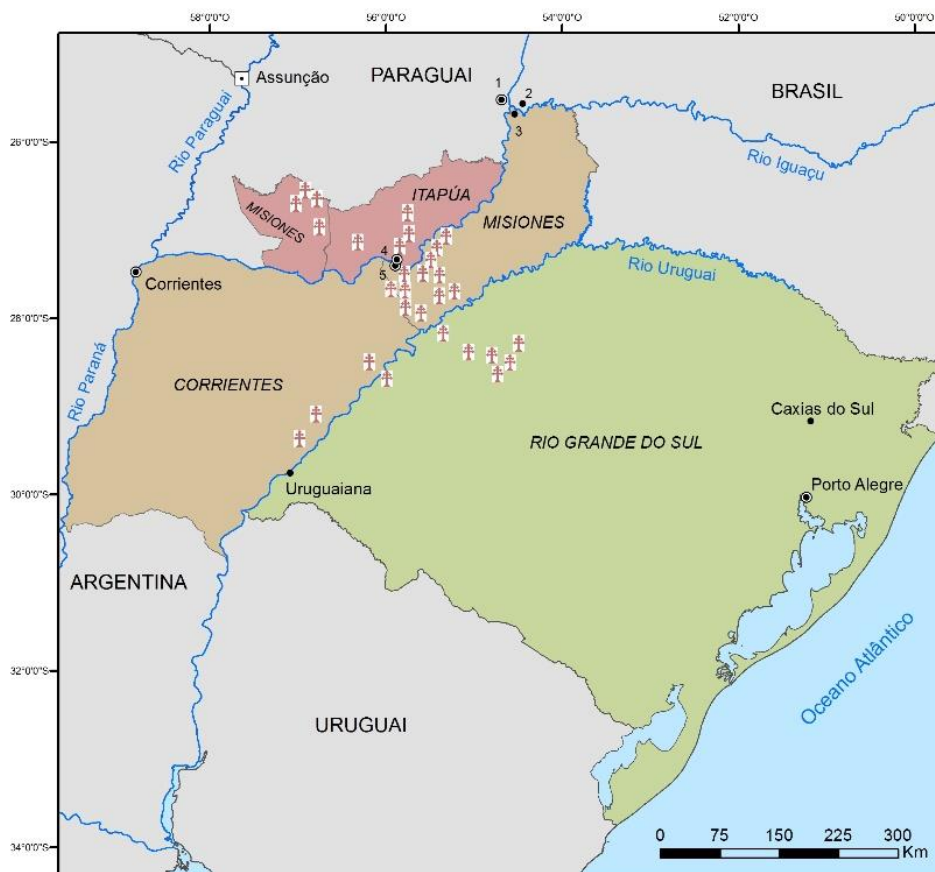 58°0'0"O
56°0'0"O
54°0'0"O
52°0'0"O
50°0'0"O
Assunção
PARAGUAI
1
2
3
BRASIL
Rio Paraguai
26°0'0"S
Rio Iguaçu
ITAPÚA
MISIONES
MISIONES
4
5
Corrientes
Rio Uruguai
28°0'0"S
Rio Paraná
CORRIENTES
Caxias do Sul
RIO GRANDE DO SUL
Uruguaiana
Porto Alegre
30°0'0"S
ARGENTINA
Oceano Atlântico
32°0'0"S
URUGUAI
0 75 150 225 300
Km
34°0'0"S